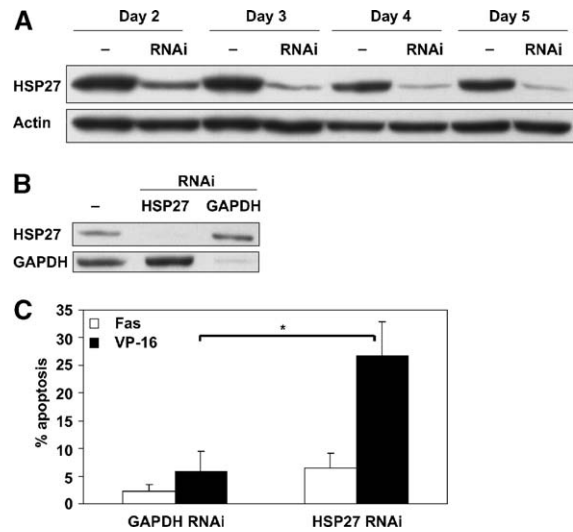 A
Day 2 Day 3 Day 4 Day 5
– RNAi – RNAi – RNAi – RNAi
HSP27
Actin
B
RNAi
– HSP27 GAPDH
HSP27
GAPDH
C
35
30
25
20
15
10
5
0
% apoptosis
Fas
VP-16
*
GAPDH RNAi HSP27 RNAi